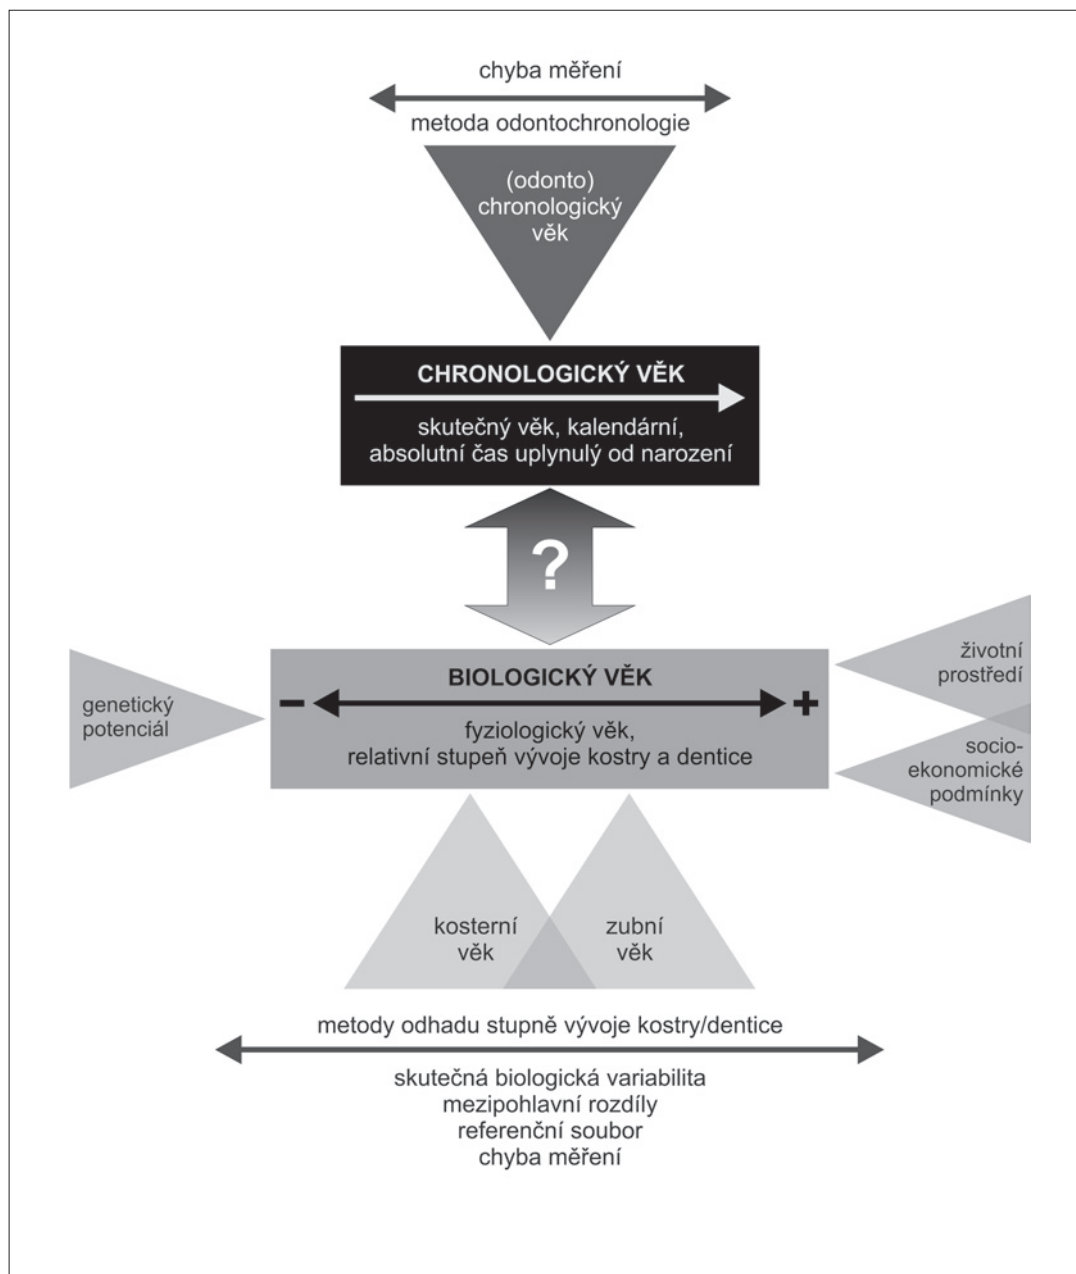 chyba měření
metoda odontochronologie
(odonto)
chronologický
věk
CHRONOLOGICKÝ VĚK
skutečný věk, kalendární,
absolutní čas uplynulý od narození
?
genetický
potenciál
BIOLOGICKÝ VĚK
– +
fyziologický věk,
relativní stupeň vývoje kostry a dentice
životní
prostředí
socio-
ekonomické
podmínky
kosterní
věk
zubní
věk
metody odhadu stupně vývoje kostry/dentice
skutečná biologická variabilita
mezipohlavní rozdíly
referenční soubor
chyba měření